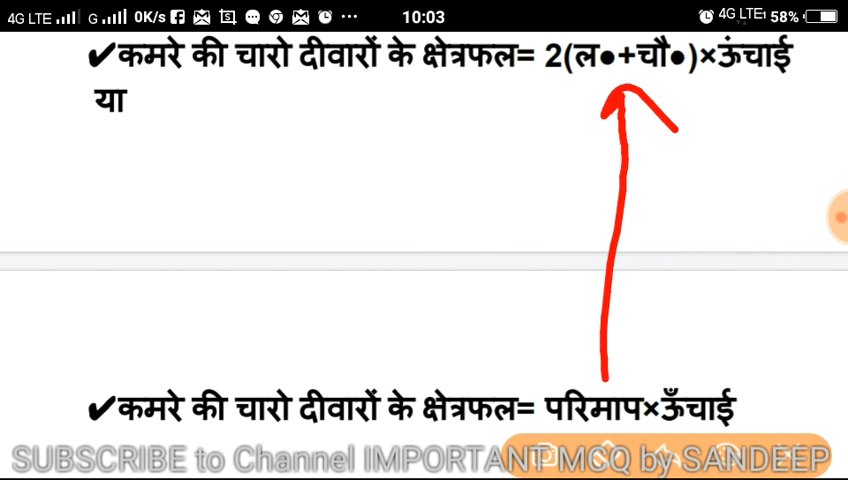 4G LTE G 0K/s 10:03 4G LTE 58%
✔कमरे की चारो दीवारों के क्षेत्रफल= 2(ल●+चौ●)×ऊंचाई
या
✔कमरे की चारो दीवारों के क्षेत्रफल= परिमाप×ऊँचाई
SUBSCRIBE to Channel IMPORTANT MCQ by SANDEEP